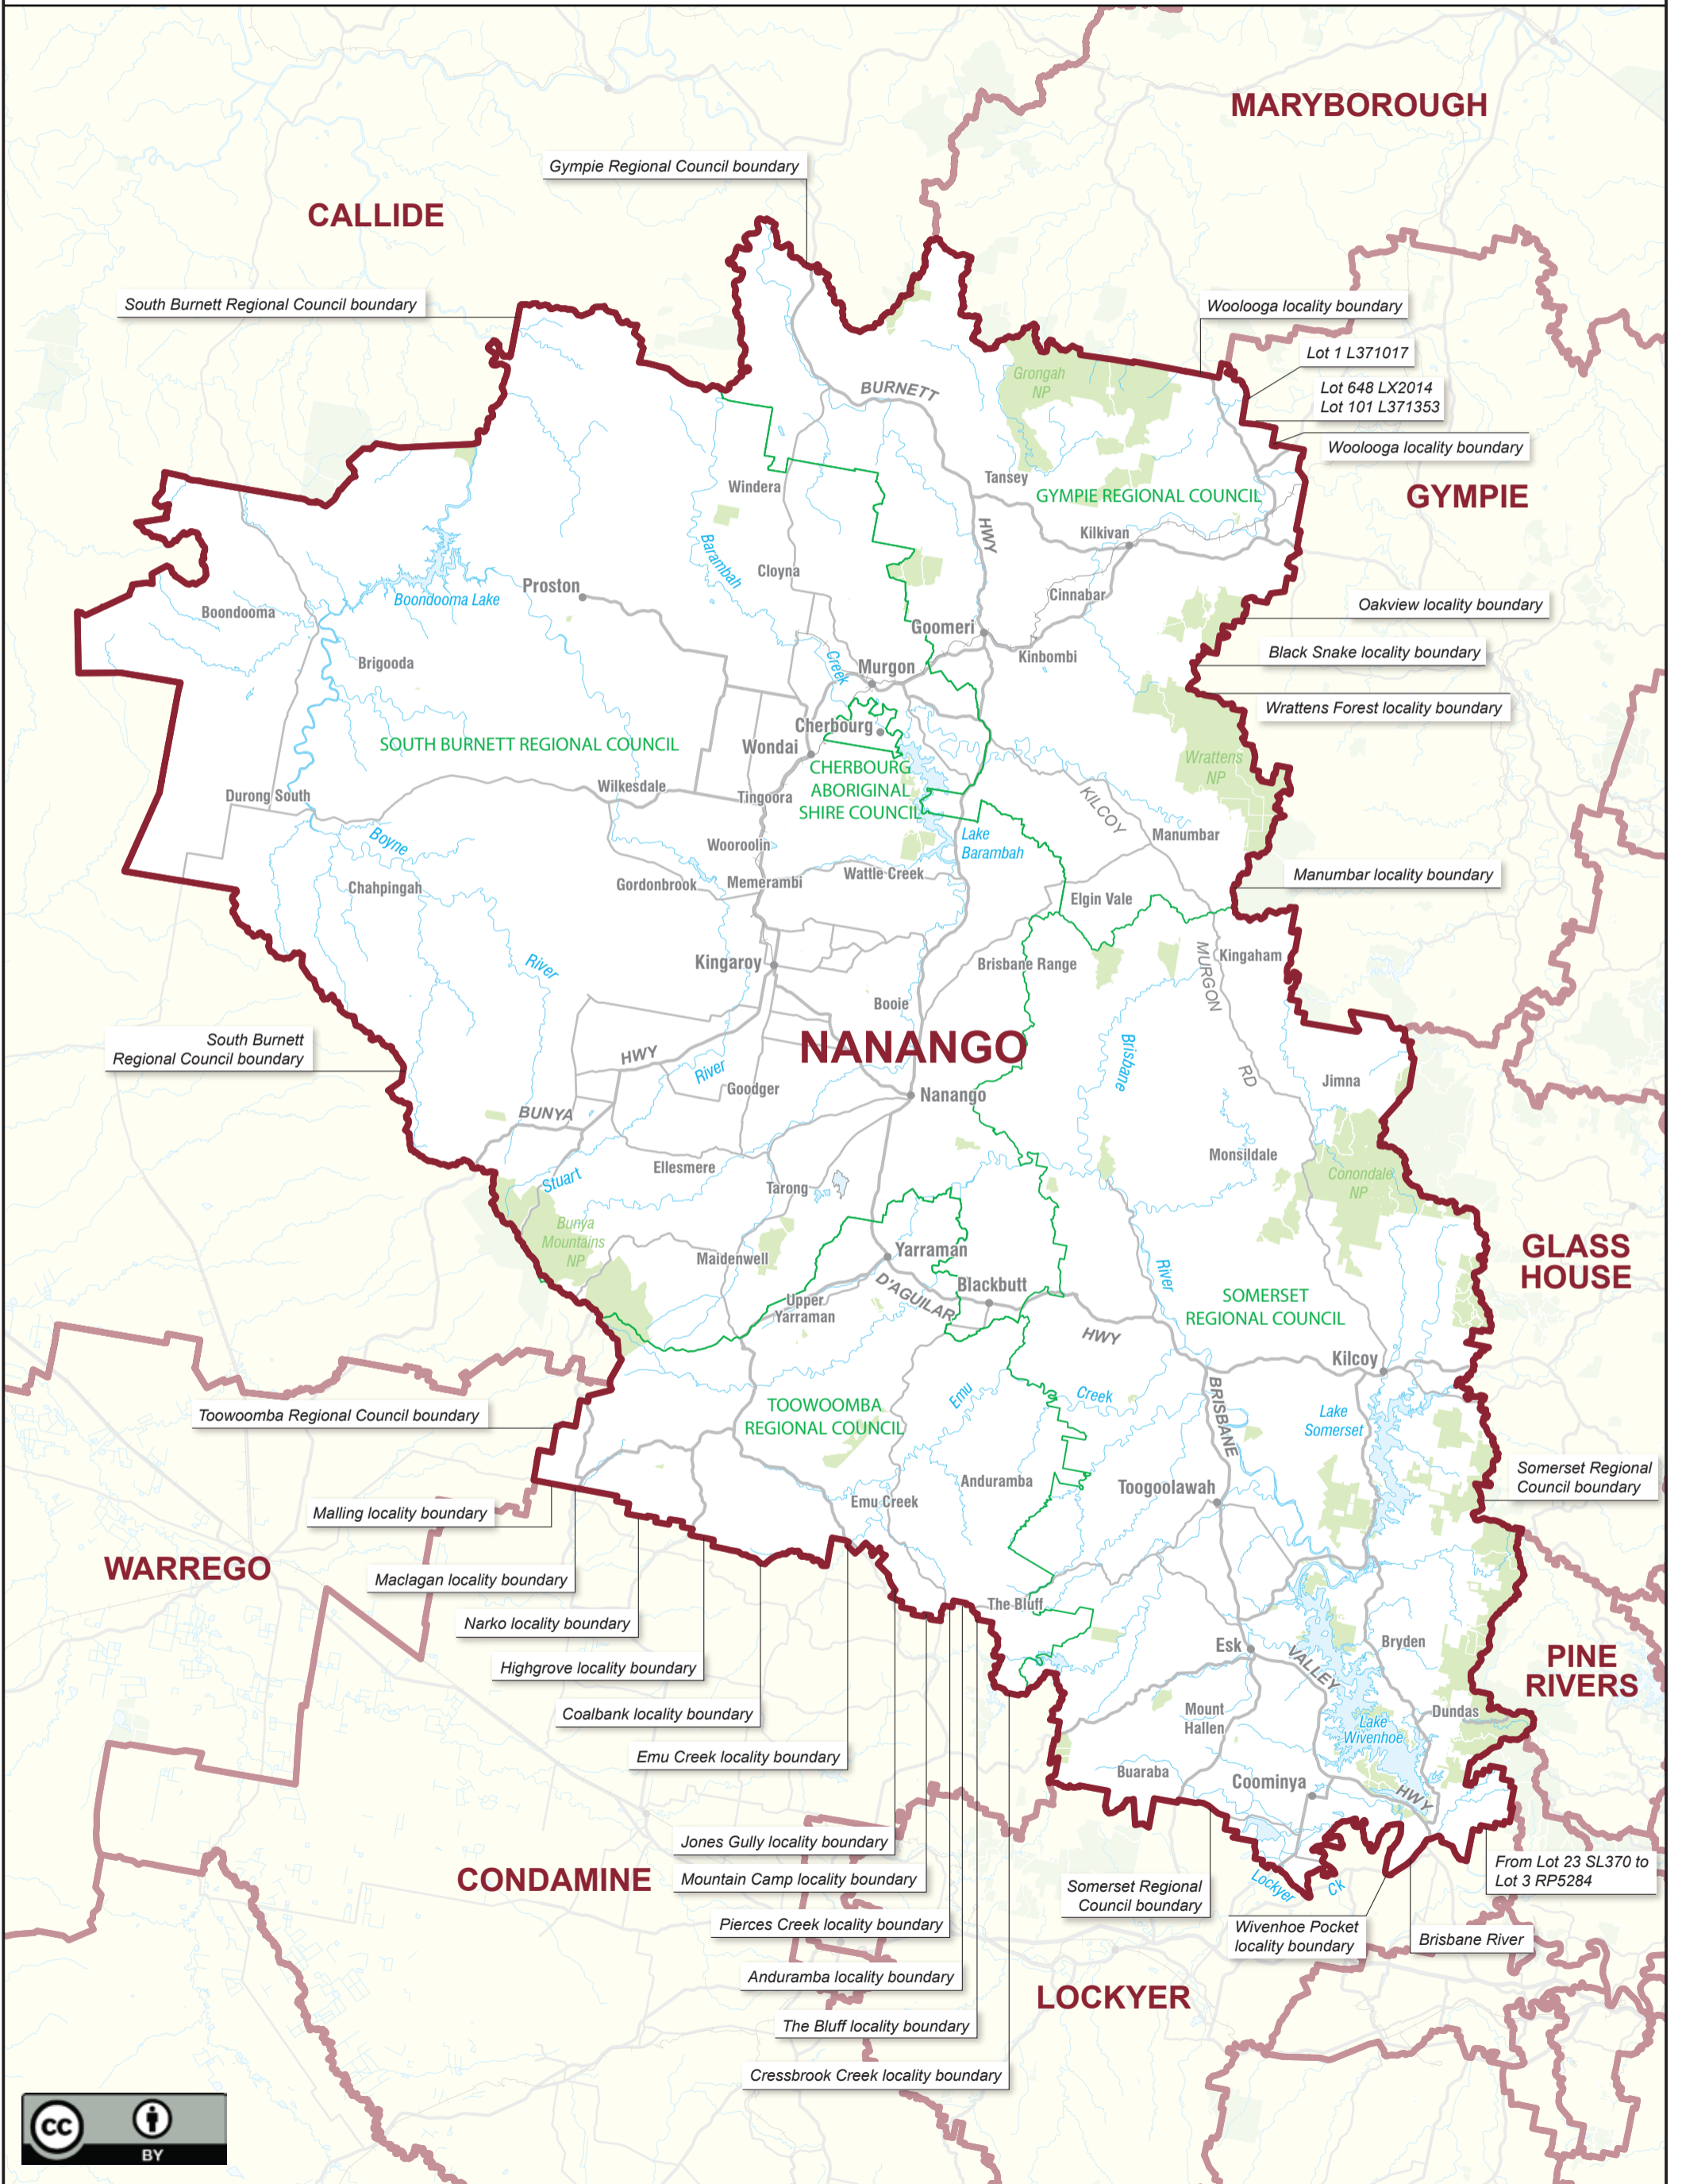 MARYBOROUGH
Gympie Regional Council boundary
CALLIDE
South Burnett Regional Council boundary
Woolooga locality boundary
Lot 1 L371017
Grongah
NP
Lot 648 LX2014
Lot 101 L371353
BURNETT
Woolooga locality boundary
Tansey
Windera
GYMPIE REGIONAL COUNCIL
GYMPIE
HWY
Kilkivan
Barambah
Cloyna
Proston
Boondooma Lake
Cinnabar
Boondooma
Oakview locality boundary
Goomeri
Kinbombi
Black Snake locality boundary
Brigooda
Creek
Murgon
Wrattens Forest locality boundary
Cherbourg
Wondai
SOUTH BURNETT REGIONAL COUNCIL
Wrattens
NP
CHERBOURG
ABORIGINAL
SHIRE COUNCIL
Wilkesdale
Durong South
Tingoora
KILCOY
Boyne
Lake
Barambah
Manumbar
Wooroolin
Wattle Creek
Manumbar locality boundary
Gordonbrook
Memerambi
Chahpingah
Elgin Vale
River
Kingaroy
Brisbane Range
MURGON
Kingaham
Booie
South Burnett
Regional Council boundary
NANANGO
HWY
River
Brisbane
RD
Goodger
Nanango
Jimna
BUNYA
Monsildale
Ellesmere
Stuart
Tarong
Conondale
NP
Bunya
Mountains
NP
Maidenwell
Yarraman
GLASS
HOUSE
River
D'AGUILAR
Blackbutt
Upper
Yarraman
SOMERSET
REGIONAL COUNCIL
HWY
Kilcoy
Emu
Creek
BRISBANE
Toowoomba Regional Council boundary
TOOWOOMBA
REGIONAL COUNCIL
Lake
Somerset
Somerset Regional
Council boundary
Anduramba
Toogoolawah
Emu Creek
Malling locality boundary
WARREGO
Maclagan locality boundary
The Bluff
Narko locality boundary
Esk
VALLEY
Bryden
PINE
RIVERS
Highgrove locality boundary
Coalbank locality boundary
Mount
Hallen
Dundas
Lake
Wivenhoe
Emu Creek locality boundary
Buaraba
Coominya
HWY
Jones Gully locality boundary
Mountain Camp locality boundary
CONDAMINE
From Lot 23 SL370 to
Lot 3 RP5284
Lockyer
Ck
Somerset Regional
Council boundary
Pierces Creek locality boundary
Wivenhoe Pocket
locality boundary
Brisbane River
Anduramba locality boundary
LOCKYER
The Bluff locality boundary
Cressbrook Creek locality boundary
cc
BY